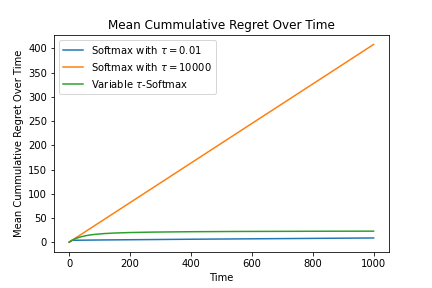 Mean Cummulative Regret Over Time
Softmax with τ = 0.01
Softmax with τ = 10000
Variable τ-Softmax
Mean Cummulative Regret Over Time
400
350
300
250
200
150
100
50
0
0 200 400 600 800 1000
Time